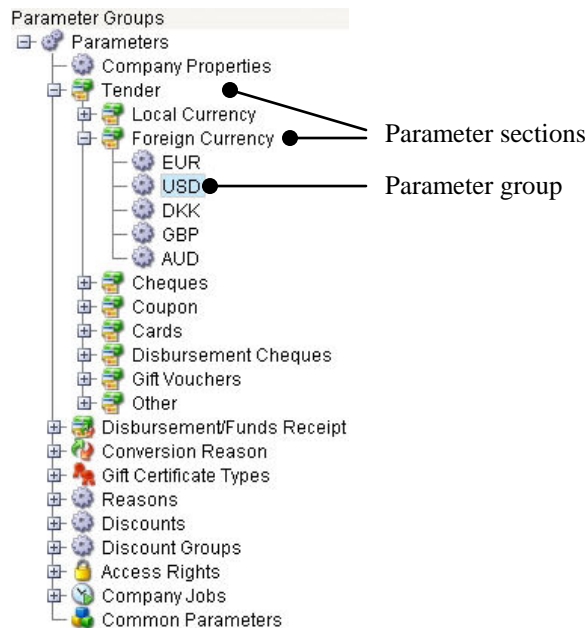 Parameter Groups
Parameters
Company Properties
Tender
Local Currency
Foreign Currency
Parameter sections
EUR
USD
Parameter group
DKK
GBP
AUD
Cheques
Coupon
Cards
Disbursement Cheques
Gift Vouchers
Other
Disbursement/Funds Receipt
Conversion Reason
Gift Certificate Types
Reasons
Discounts
Discount Groups
Access Rights
Company Jobs
Common Parameters